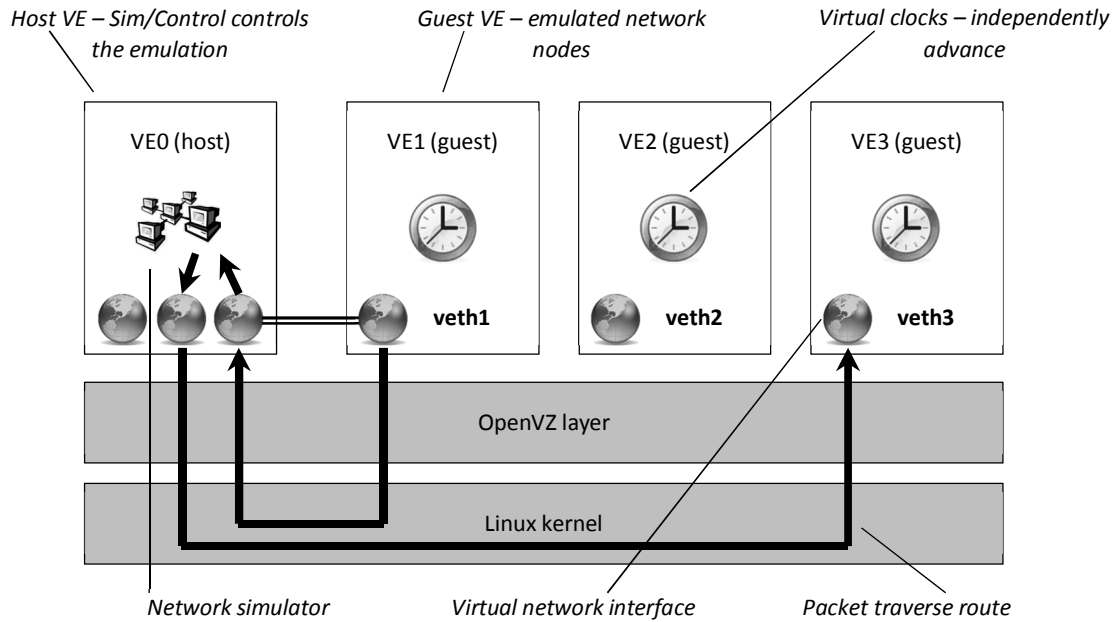 Host VE – Sim/Control controls
the emulation
Guest VE – emulated network
nodes
Virtual clocks – independently
advance
VE0 (host)
VE1 (guest)
VE2 (guest)
VE3 (guest)
veth1
veth2
veth3
OpenVZ layer
Linux kernel
Network simulator
Virtual network interface
Packet traverse route